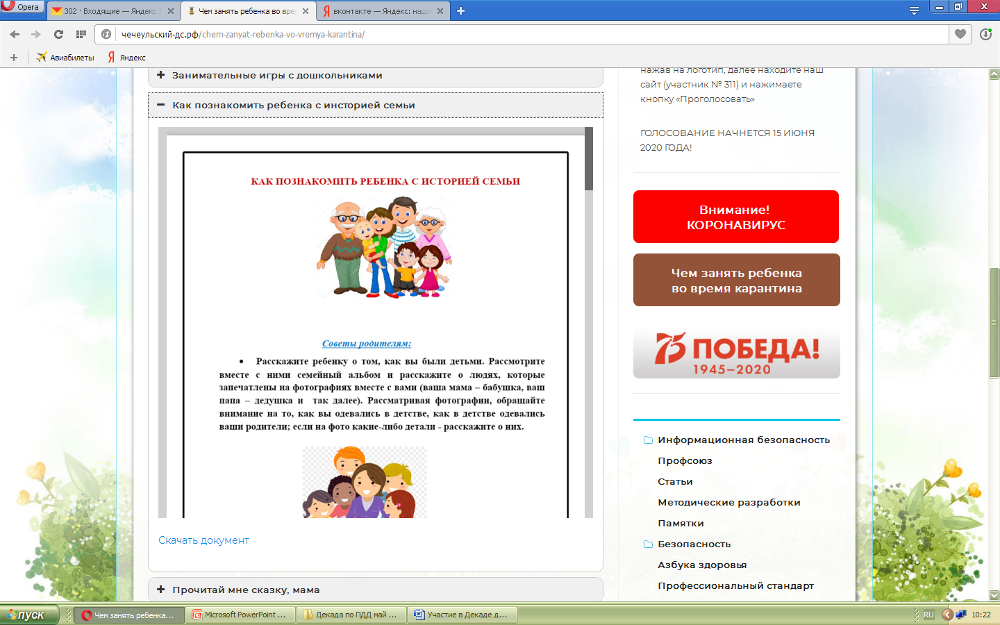 Opera
302 · Входящие — Яндекс.
Чем занять ребенка во вре
вконтакте — Яндекс: наш
чечеульский-дс.рф/chem-zanyat-rebenka-vo-vremya-karantina/
Авиабилеты
Яндекс
Занимательные игры с дошкольниками
Как познакомить ребенка с инсторией семьи
КАК ПОЗНАКОМИТЬ РЕБЕНКА С ИСТОРИЕЙ СЕМЬИ
Советы родителям:
• Расскажите ребенку о том, как вы были детьми. Рассмотрите
вместе с ними семейный альбом и расскажите о людях, которые
запечатлены на фотографиях вместе с вами (ваша мама – бабушка, ваш
папа – дедушка и так далее). Рассматривая фотографии, обращайте
внимание на то, как вы одевались в детстве, как в детстве одевались
ваши родители; если на фото какие-либо детали - расскажите о них.
Скачать документ
Прочитай мне сказку, мама
нажав на логотип, далее находите наш
сайт (участник № 311) и нажимаете
кнопку «Проголосовать»
ГОЛОСОВАНИЕ НАЧНЕТСЯ 15 ИЮНЯ
2020 ГОДА!
Внимание!
КОРОНАВИРУС
Чем занять ребенка
во время карантина
75 ПОБЕДА!
1945–2020
Информационная безопасность
Профсоюз
Статьи
Методические разработки
Памятки
Безопасность
Азбука здоровья
Профессиональный стандарт
пуск
Чем занять ребенка...
Microsoft PowerPoint ...
Декада по ПДД май ...
Участие в Декаде д...
RU
10:22